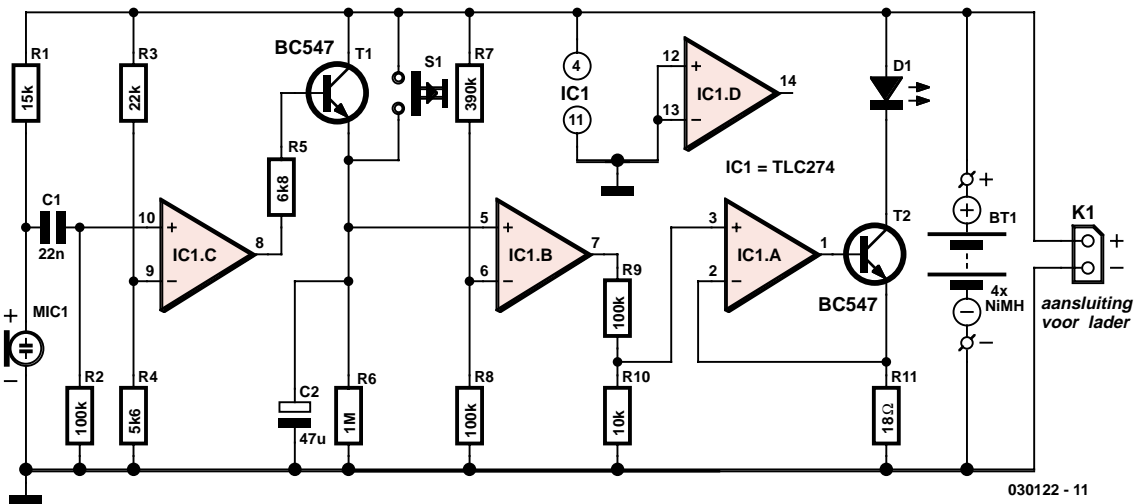 R1
15k
R3
22k
BC547
T1
S1
R7
390k
4
IC1
11
12
+
13
−
IC1.D
14
IC1 = TLC274
D1
R5
6k8
C1
22n
10
+
9
−
IC1.C
8
5
+
6
−
IC1.B
7
R9
100k
3
+
2
−
IC1.A
1
T2
BC547
+
+
BT1
4x
NiMH
−
−
K1
+
−
aansluiting
voor lader
+
MIC1
−
R2
100k
R4
5k6
C2
47u
R6
1M
R8
100k
R10
10k
R11
18Ω
030122 - 11